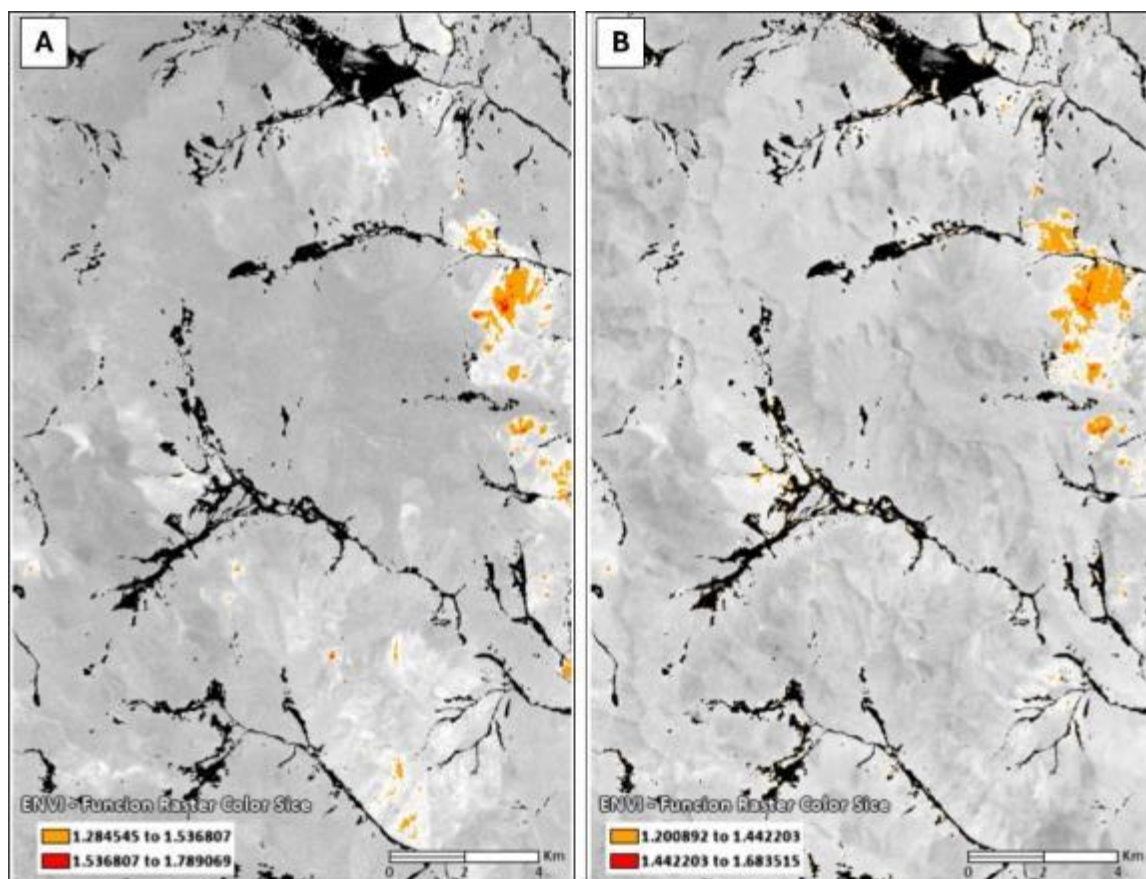 A
ENVI - Funcion Raster Color Sice
1.284545 to 1.536807
1.536807 to 1.789069
0 2 4 Km
B
ENVI - Funcion Raster Color Sice
1.200892 to 1.442203
1.442203 to 1.683515
0 2 4 Km